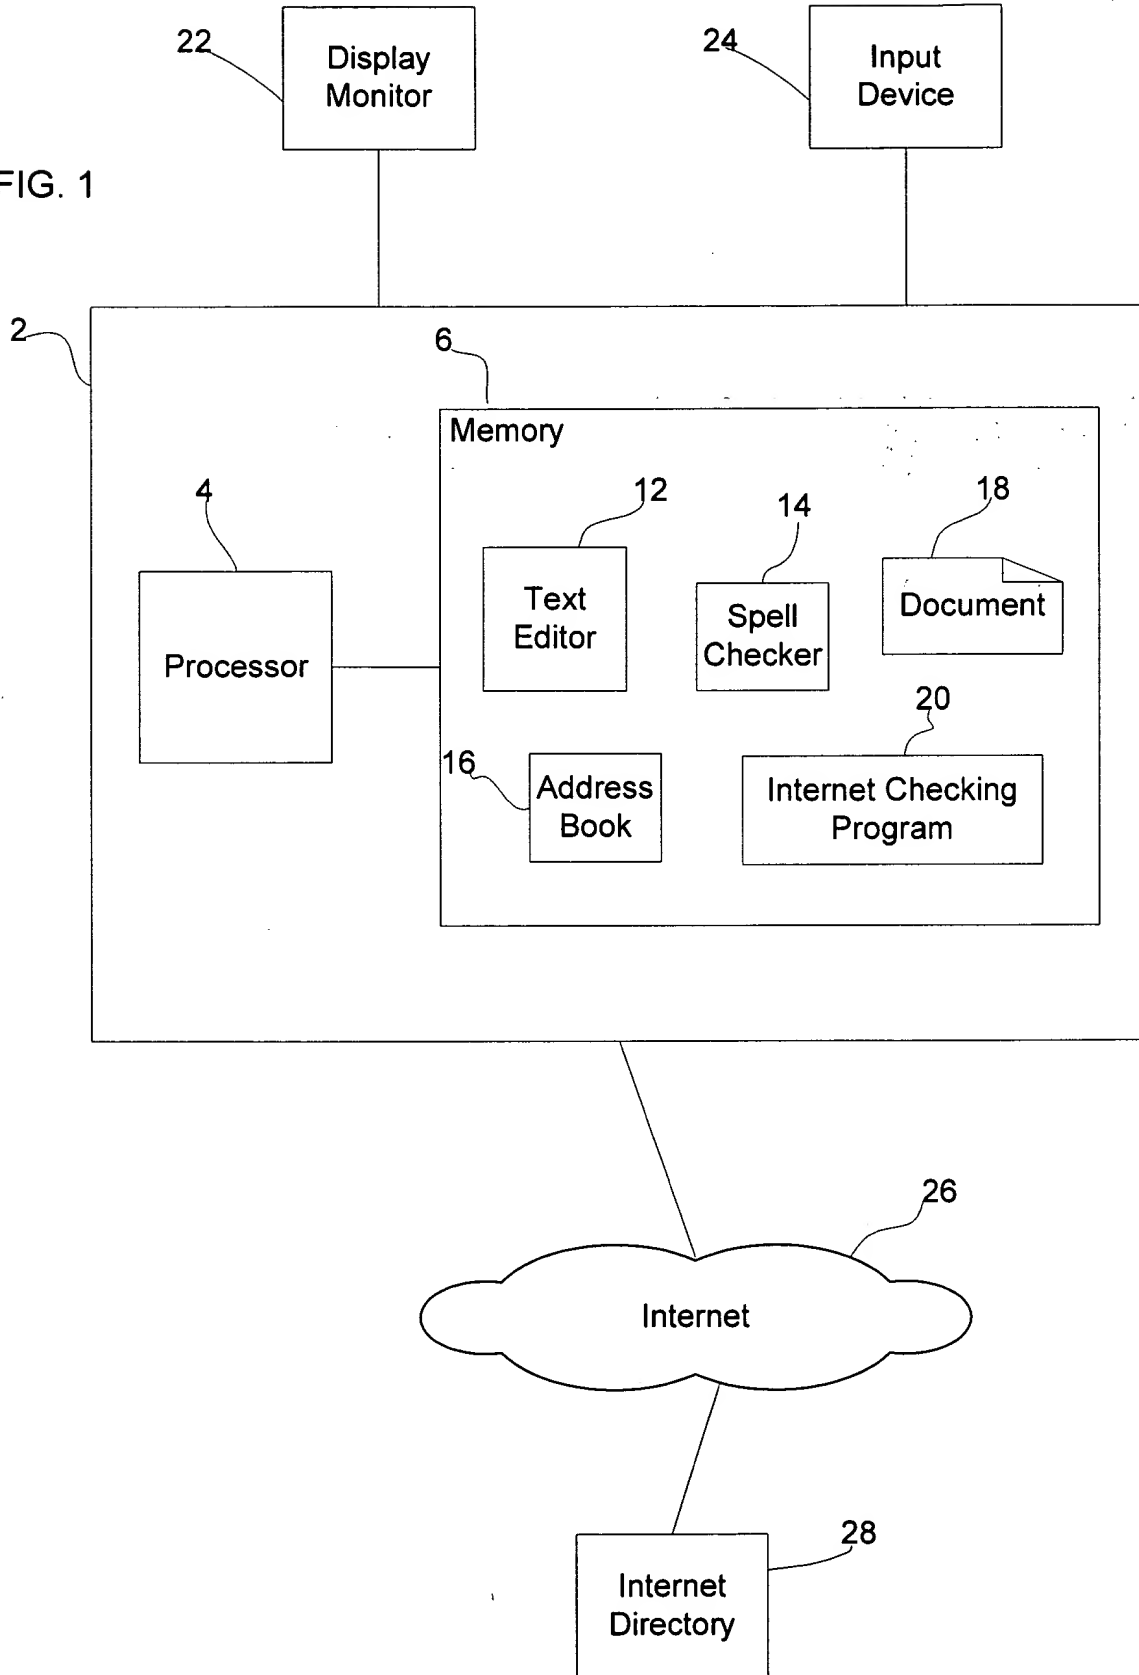 22
Display
Monitor
24
Input
Device
FIG. 1
2
6
Memory
4
Processor
12
Text
Editor
14
Spell
Checker
18
Document
16
Address
Book
20
Internet Checking
Program
26
Internet
28
Internet
Directory